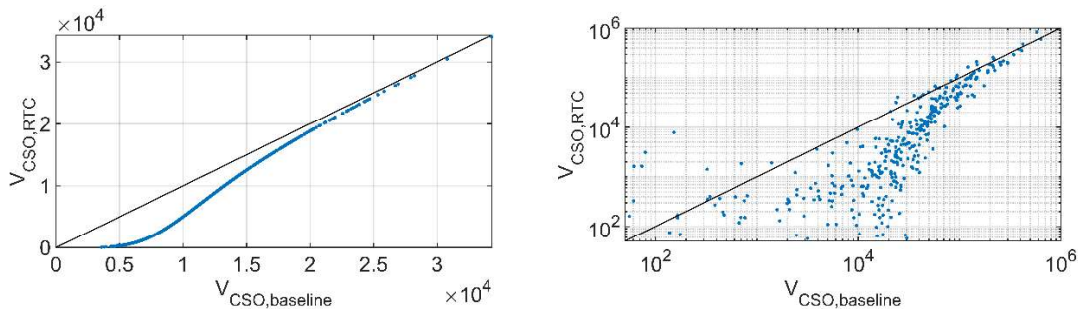 ×10⁴
3
2
1
0
V_CSO,RTC
0 0.5 1 1.5 2 2.5 3
V_CSO,baseline
×10⁴
10⁶
10⁴
10²
V_CSO,RTC
10² 10⁴ 10⁶
V_CSO,baseline